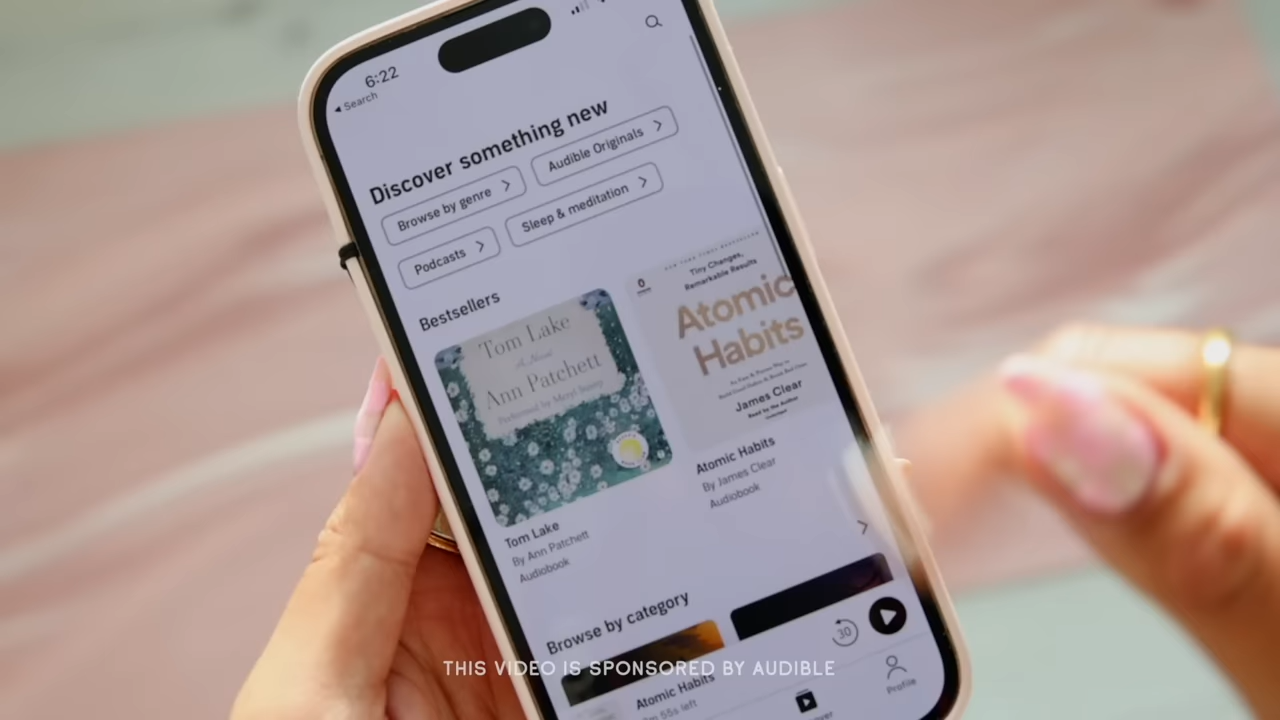 6:22
Search
Discover something new
Browse by genre
Audible Originals
Podcasts
Sleep & meditation
Bestsellers
Tom Lake
A Novel
Ann Patchett
Performed by Meryl Streep
Tiny Changes,
Remarkable Results
Atomic
Habits
James Clear
Read by the Author
Tom Lake
By Ann Patchett
Audiobook
Atomic Habits
By James Clear
Audiobook
Browse by category
30
Atomic Habits
55s left
Profile
THIS VIDEO IS SPONSORED BY AUDIBLE